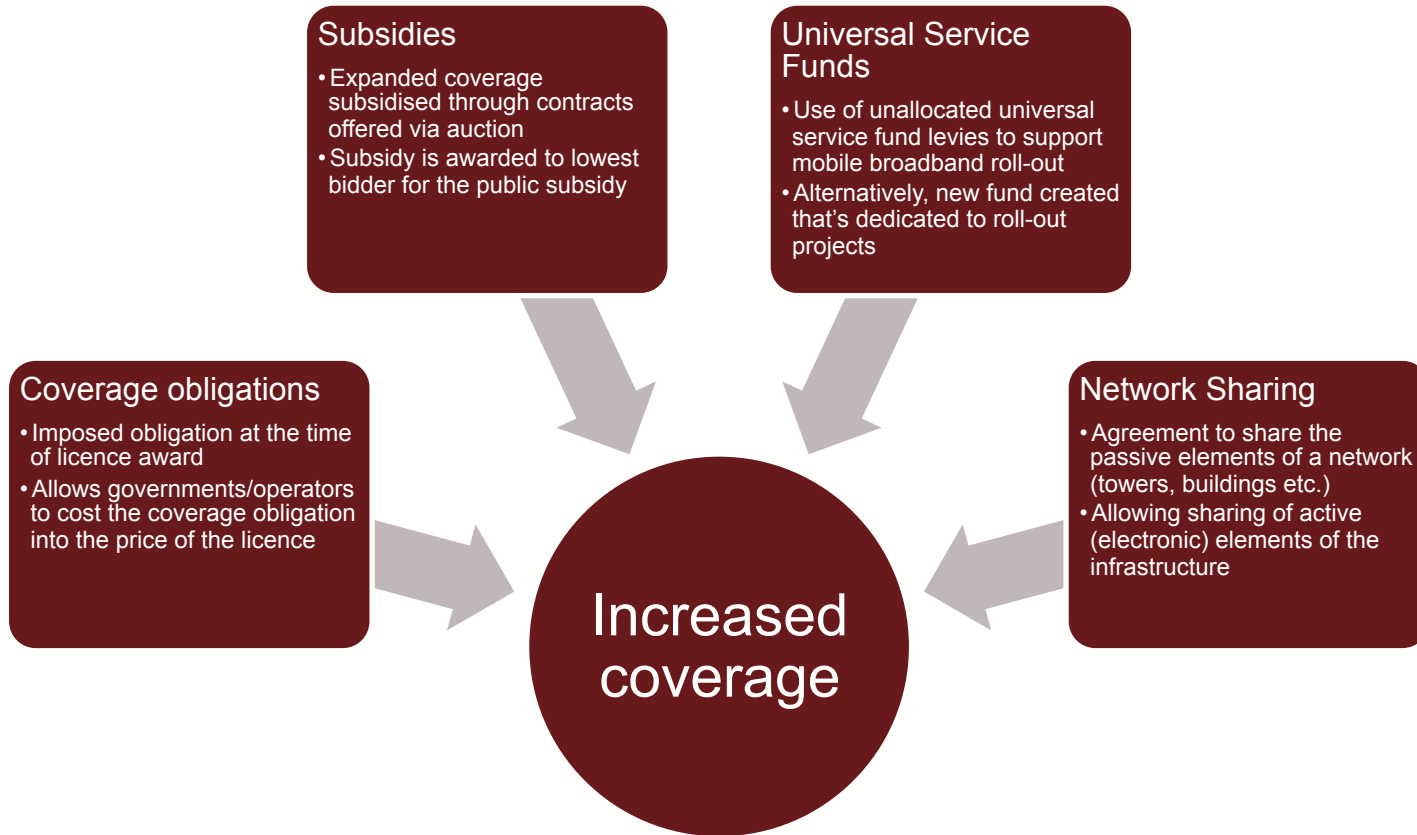 Subsidies
• Expanded coverage
subsidised through contracts
offered via auction
• Subsidy is awarded to lowest
bidder for the public subsidy
Universal Service
Funds
• Use of unallocated universal
service fund levies to support
mobile broadband roll-out
• Alternatively, new fund created
that’s dedicated to roll-out
projects
Coverage obligations
• Imposed obligation at the time
of licence award
• Allows governments/operators
to cost the coverage obligation
into the price of the licence
Network Sharing
• Agreement to share the
passive elements of a network
(towers, buildings etc.)
• Allowing sharing of active
(electronic) elements of the
infrastructure
Increased
coverage